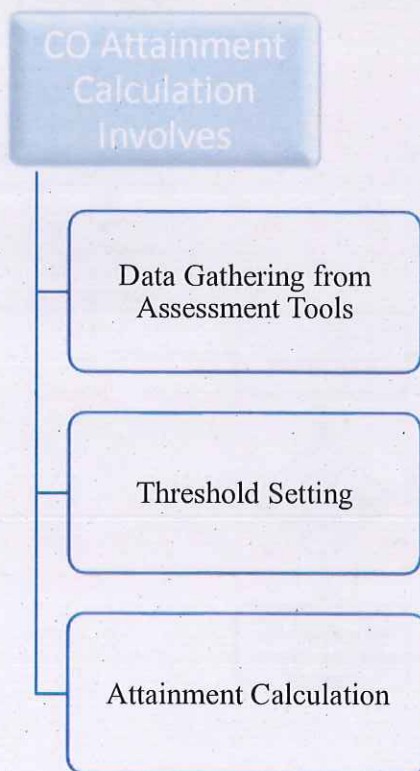 CO Attainment
Calculation
Involves
Data Gathering from
Assessment Tools
Threshold Setting
Attainment Calculation